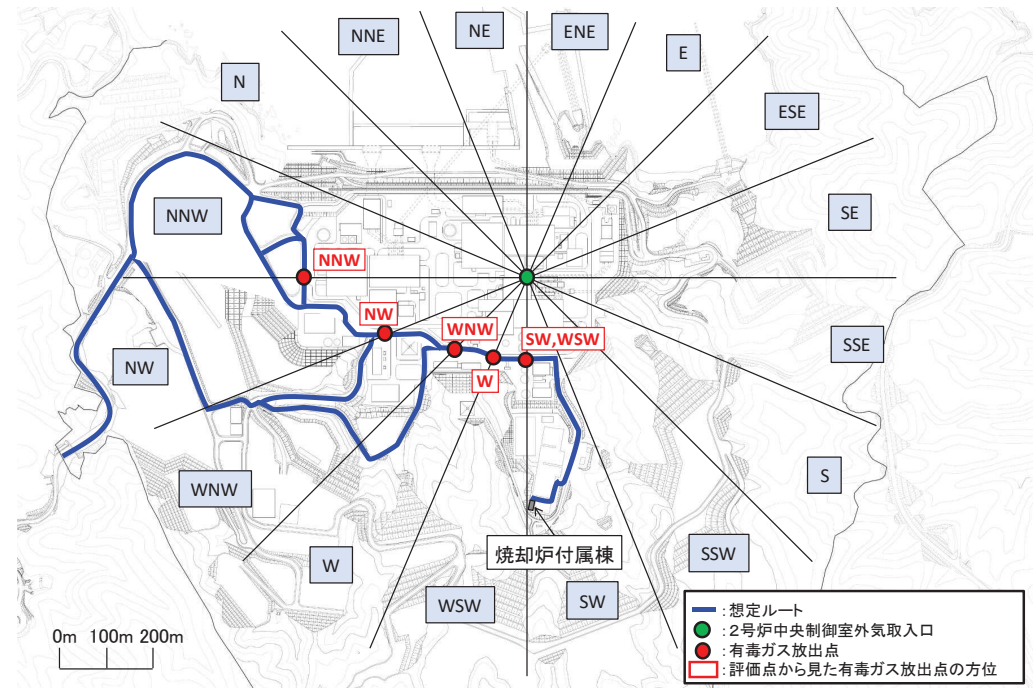 NNE
NE
ENE
E
N
ESE
NNW
SE
NNW
NW
WNW
SW,WSW
SSE
NW
W
S
WNW
焼却炉付属棟
SSW
W
WSW
SW
0m 100m 200m
:想定ルート
:2号炉中央制御室外気取入口
:有毒ガス放出点
:評価点から見た有毒ガス放出点の方位